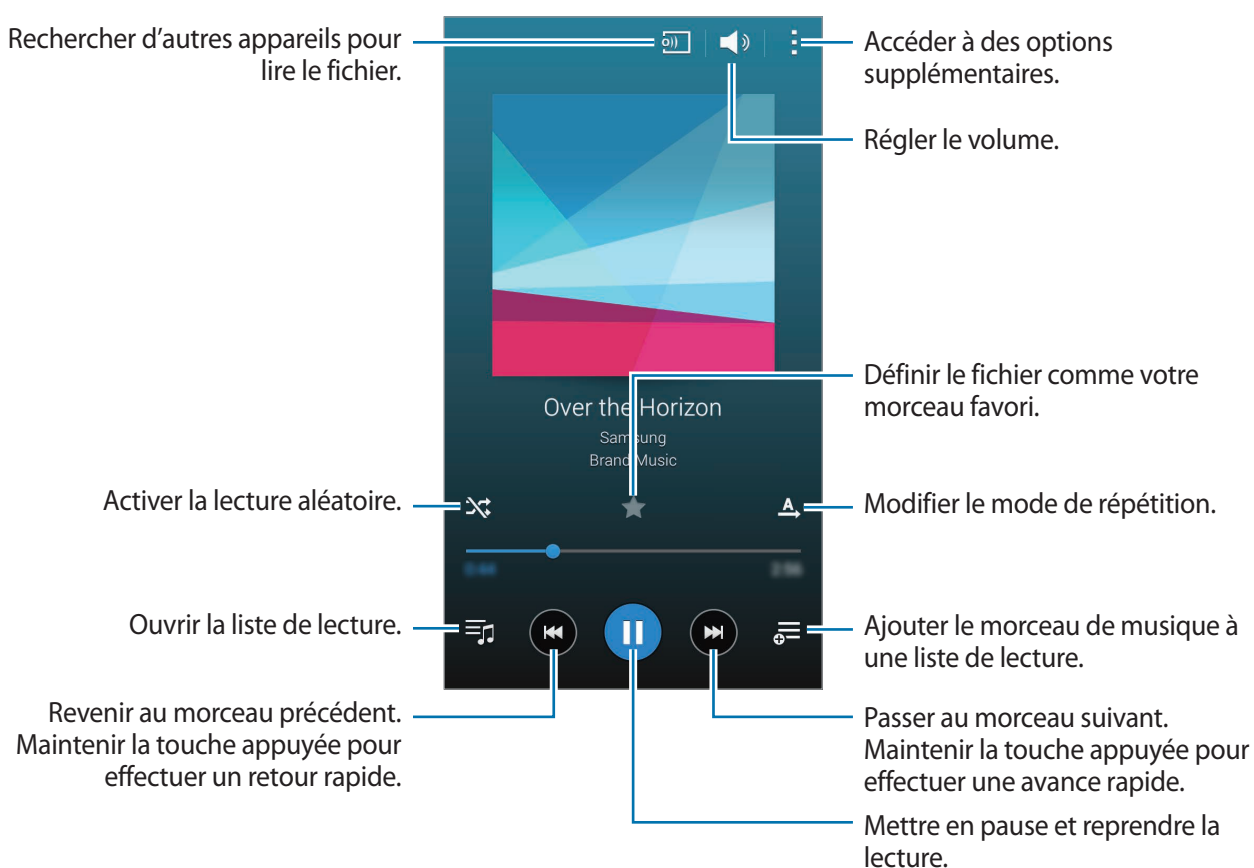 Rechercher d’autres appareils pour
lire le fichier.
Accéder à des options
supplémentaires.
Régler le volume.
Définir le fichier comme votre
morceau favori.
Over the Horizon
Samsung
Brand Music
Activer la lecture aléatoire.
A
Modifier le mode de répétition.
0:44
3:56
Ouvrir la liste de lecture.
Ajouter le morceau de musique à
une liste de lecture.
Revenir au morceau précédent.
Maintenir la touche appuyée pour
effectuer un retour rapide.
Passer au morceau suivant.
Maintenir la touche appuyée pour
effectuer une avance rapide.
Mettre en pause et reprendre la
lecture.